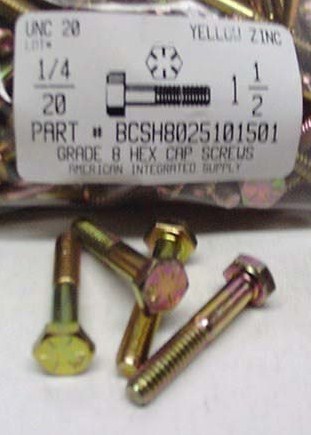 UNC 20 YELLOW ZINC
LOT#
1/4 20 1 1/2
PART # BCSH8025101501
GRADE 8 HEX CAP SCREWS
AMERICAN INTEGRATED SUPPLY